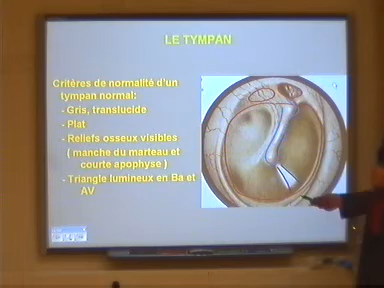 LE TYMPAN
Critères de normalité d'un
tympan normal:
- Gris, translucide
- Plat
- Reliefs osseux visibles
( manche du marteau et
courte apophyse )
- Triangle lumineux en Ba et
AV